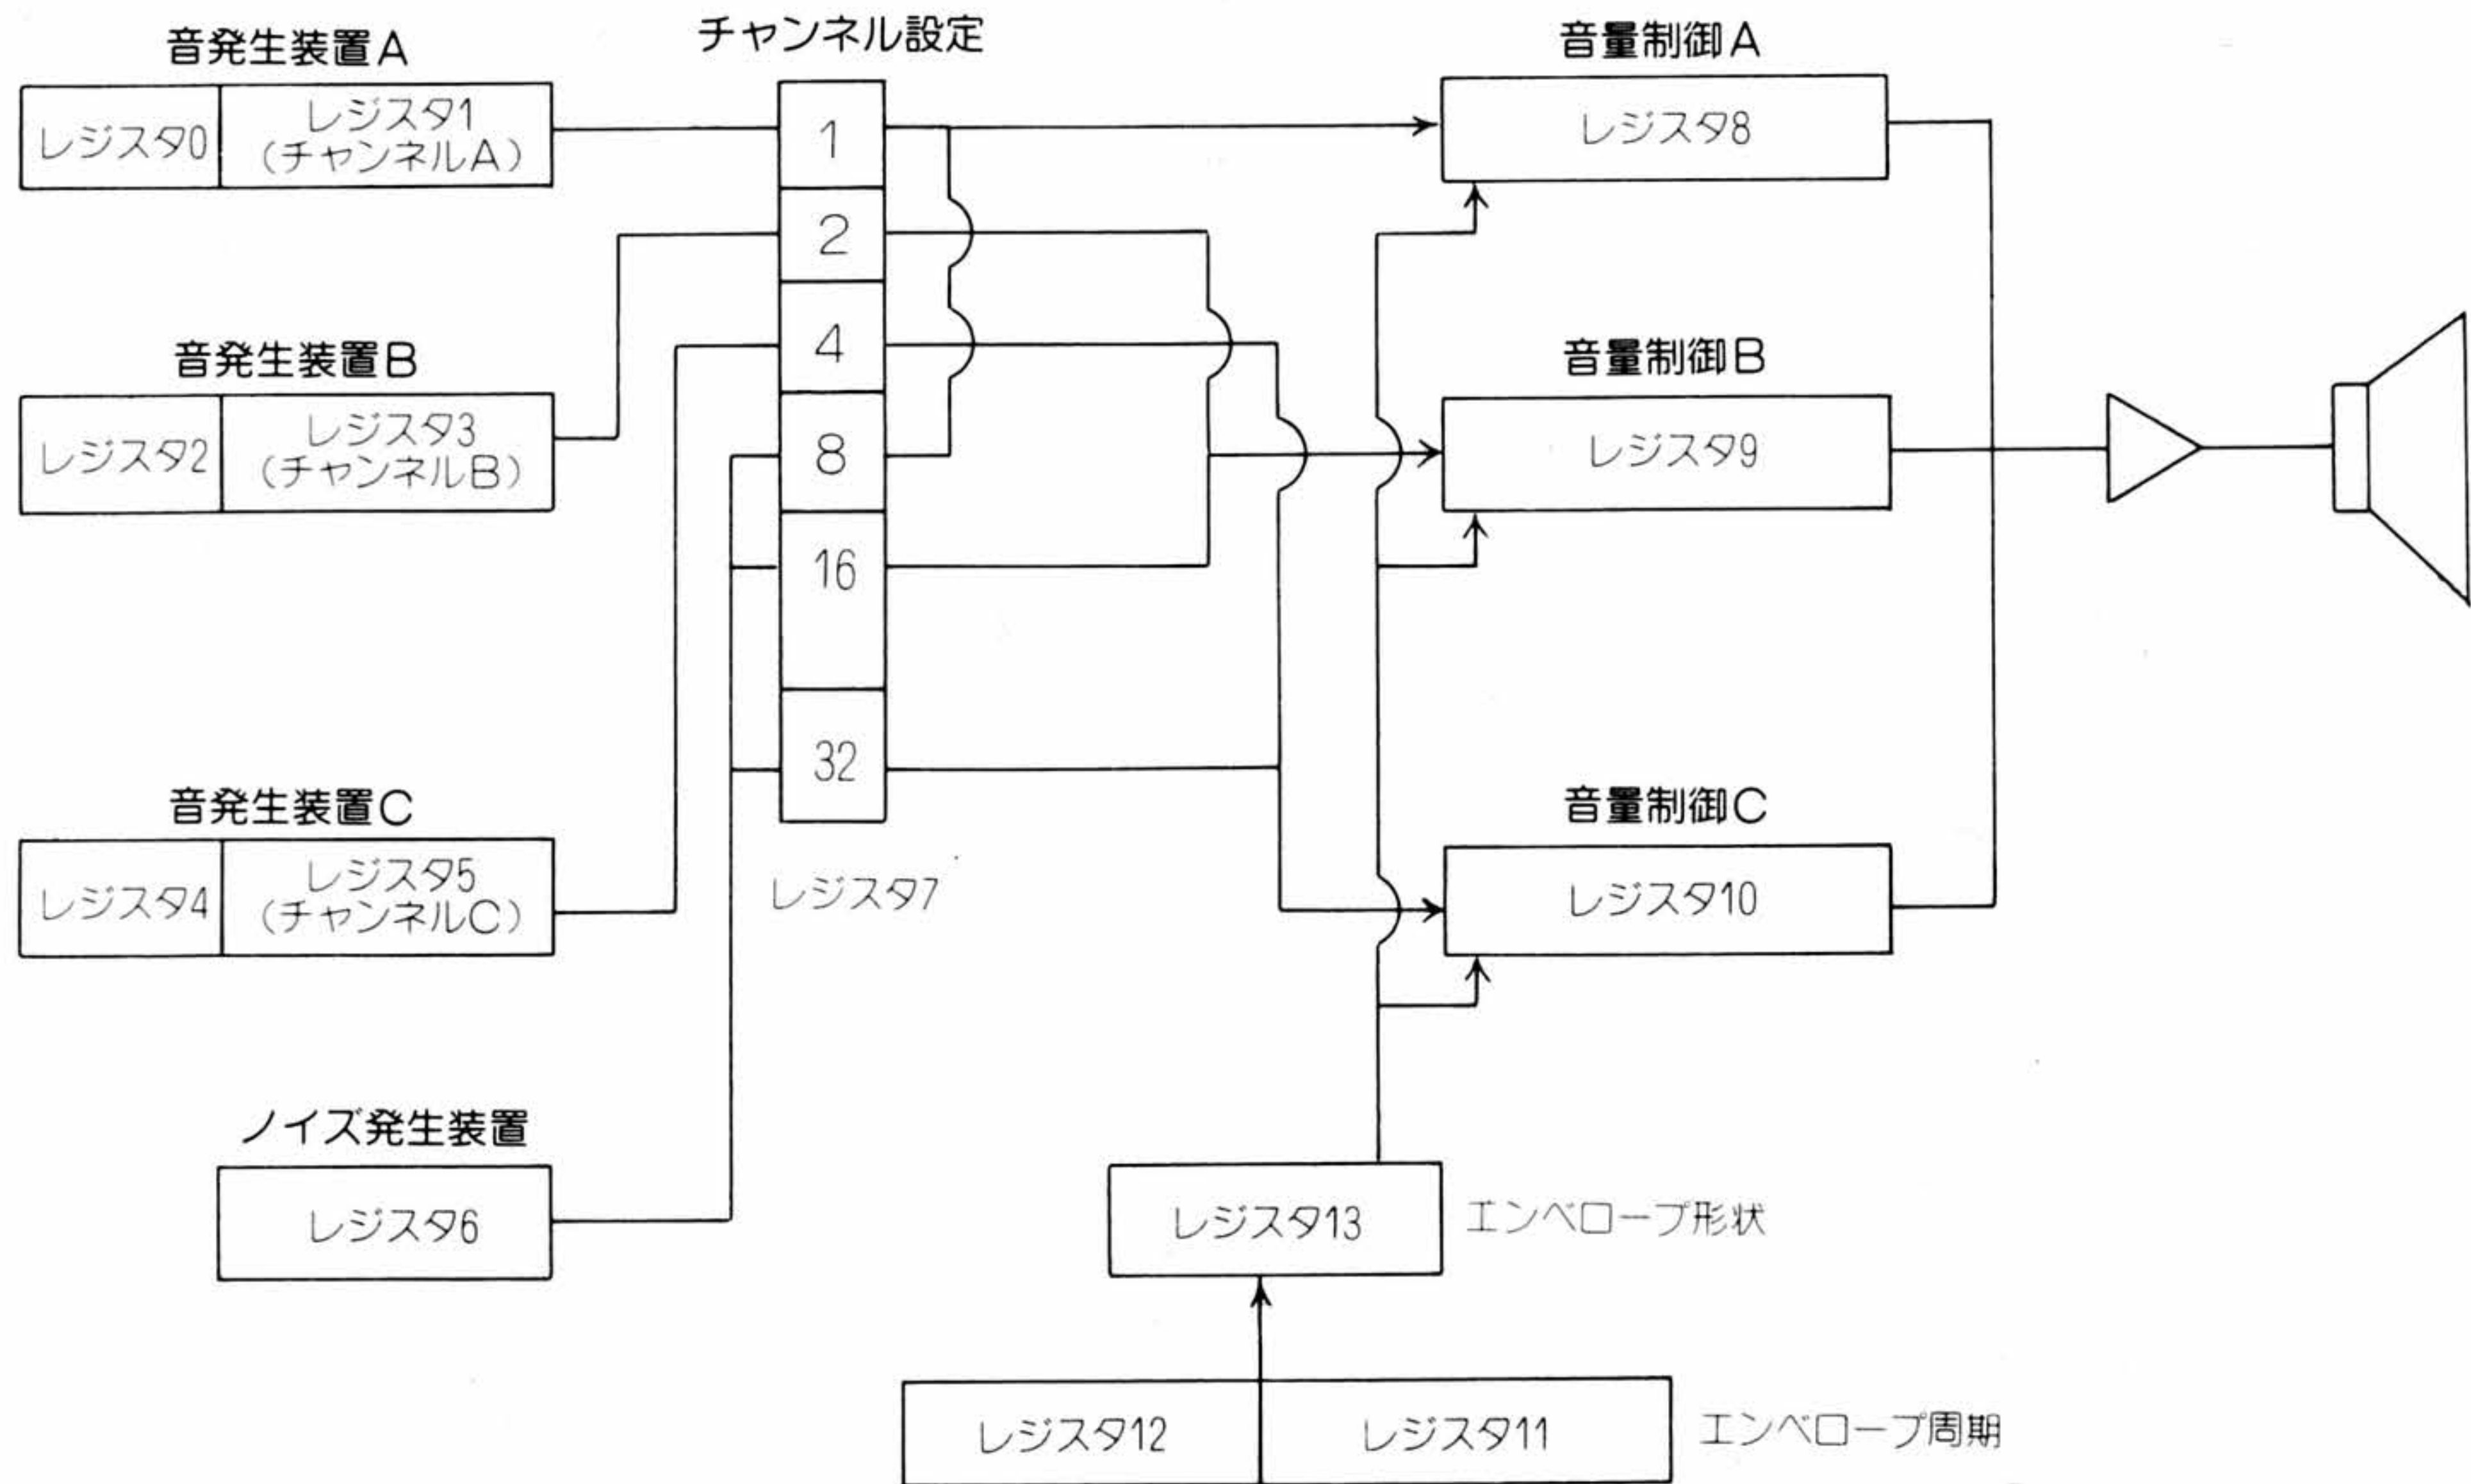 音発生装置A
レジスタ0
レジスタ1
(チャンネルA)
音発生装置B
レジスタ2
レジスタ3
(チャンネルB)
音発生装置C
レジスタ4
レジスタ5
(チャンネルC)
ノイズ発生装置
レジスタ6
チャンネル設定
1
2
4
8
16
32
レジスタ7
音量制御A
レジスタ8
音量制御B
レジスタ9
音量制御C
レジスタ10
レジスタ13
エンベロープ形状
レジスタ12
レジスタ11
エンベロープ周期